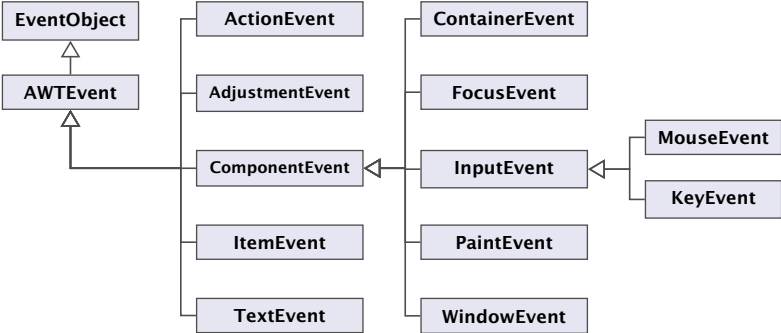 EventObject
AWTEvent
ActionEvent
AdjustmentEvent
ComponentEvent
ItemEvent
TextEvent
ContainerEvent
FocusEvent
InputEvent
PaintEvent
WindowEvent
MouseEvent
KeyEvent